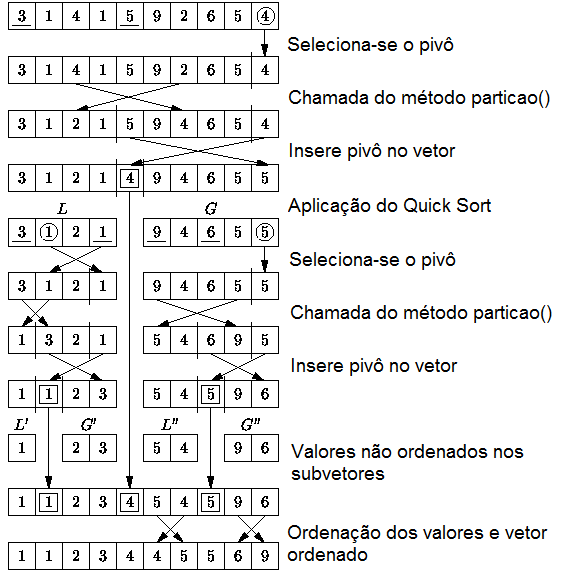 3 1 4 1 5 9 2 6 5 4
Seleciona-se o pivô
3 1 4 1 5 9 2 6 5 4
Chamada do método particao()
3 1 2 1 5 9 4 6 5 4
Insere pivô no vetor
3 1 2 1 4 9 4 6 5 5
L G Aplicação do Quick Sort
3 1 2 1 9 4 6 5 5
Seleciona-se o pivô
3 1 2 1 9 4 6 5 5
Chamada do método particao()
1 3 2 1 5 4 6 9 5
Insere pivô no vetor
1 1 2 3 5 4 5 9 6
L' G' L" G"'
1 2 3 5 4 9 6
Valores não ordenados nos
subvetores
1 1 2 3 4 5 4 5 9 6
Ordenação dos valores e vetor
ordenado
1 1 2 3 4 4 5 5 6 9